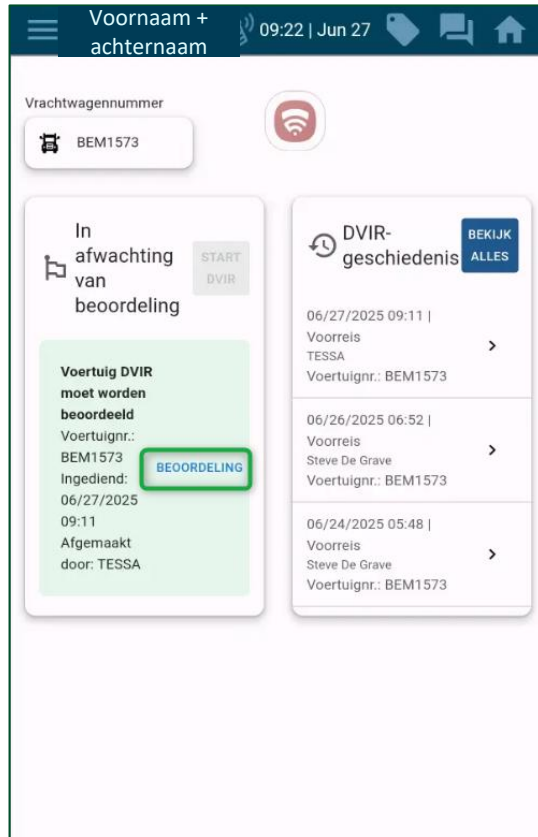 Voornaam +
achternaam
09:22 | Jun 27
Vrachtwagennummer
BEM1573
In
afwachting
van
beoordeling
START
DVIR
Voertuig DVIR
moet worden
beoordeeld
Voertuignr.:
BEM1573
Ingediend:
06/27/2025
09:11
Afgemaakt
door: TESSA
BEOORDELING
DVIR-
geschiedenis
BEKIJK
ALLES
06/27/2025 09:11 |
Voorreis
TESSA
Voertuignr.: BEM1573
06/26/2025 06:52 |
Voorreis
Steve De Grave
Voertuignr.: BEM1573
06/24/2025 05:48 |
Voorreis
Steve De Grave
Voertuignr.: BEM1573